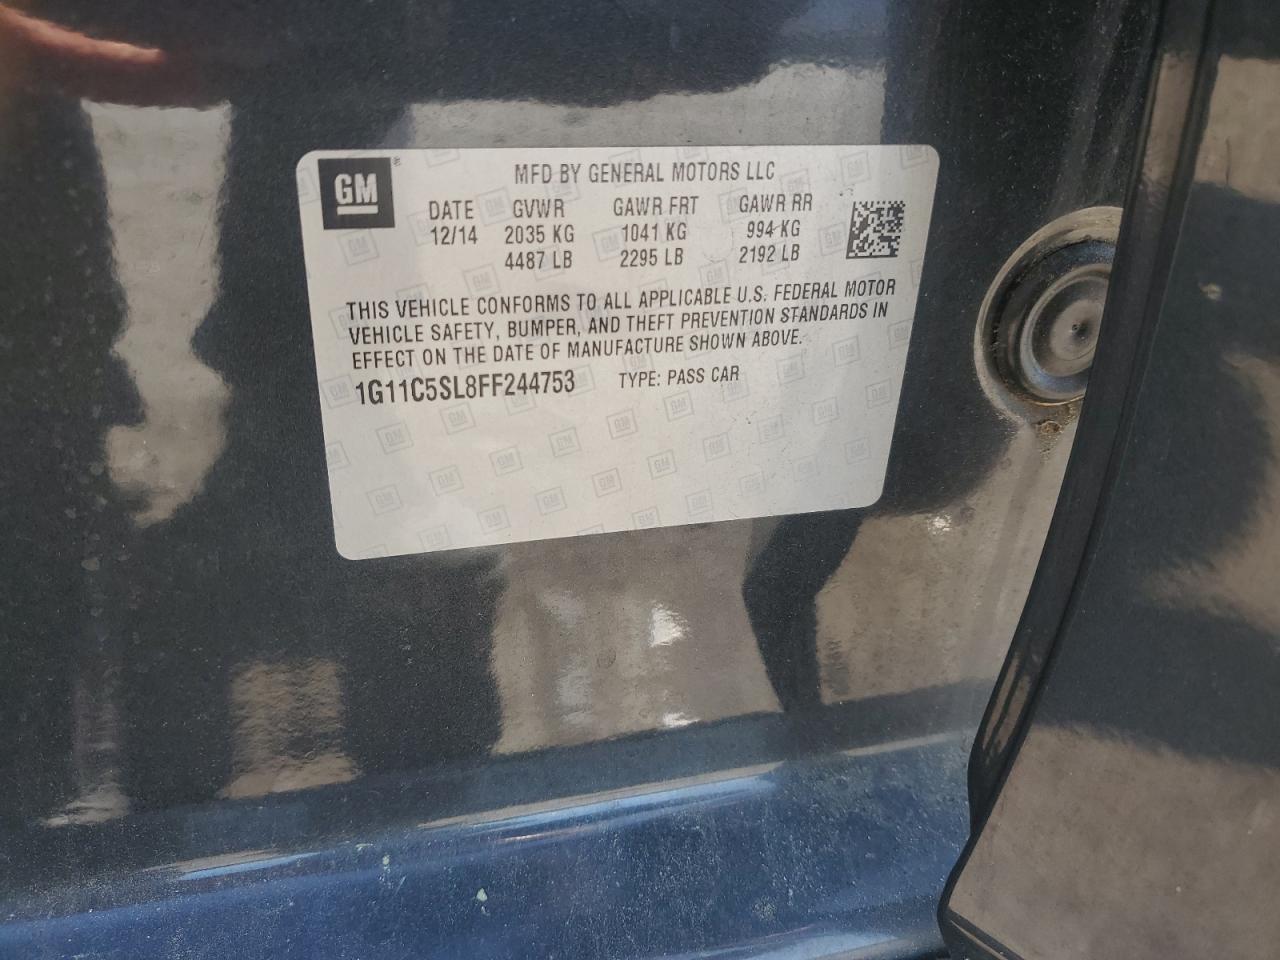 GM ®
MFD BY GENERAL MOTORS LLC
DATE GVWR GAWR FRT GAWR RR
12/14 2035 KG 1041 KG 994 KG
4487 LB 2295 LB 2192 LB
THIS VEHICLE CONFORMS TO ALL APPLICABLE U.S. FEDERAL MOTOR
VEHICLE SAFETY, BUMPER, AND THEFT PREVENTION STANDARDS IN
EFFECT ON THE DATE OF MANUFACTURE SHOWN ABOVE.
1G11C5SL8FF244753 TYPE: PASS CAR